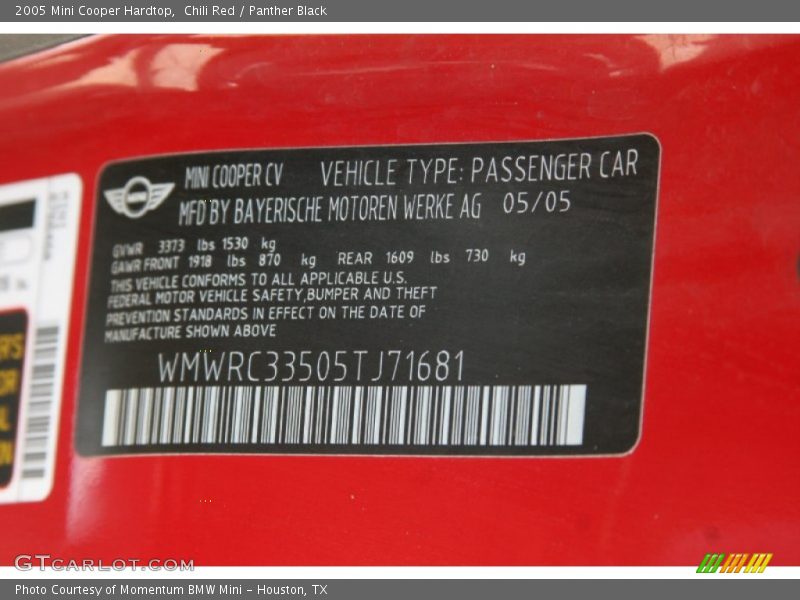 2005 Mini Cooper Hardtop,  Chili Red / Panther Black
MINI COOPER CV VEHICLE TYPE: PASSENGER CAR
MFD BY BAYERISCHE MOTOREN WERKE AG 05/05
GVWR 3373 lbs 1530 kg
GAWR FRONT 1918 lbs 870 kg REAR 1609 lbs 730 kg
THIS VEHICLE CONFORMS TO ALL APPLICABLE U.S.
FEDERAL MOTOR VEHICLE SAFETY,BUMPER AND THEFT
PREVENTION STANDARDS IN EFFECT ON THE DATE OF
MANUFACTURE SHOWN ABOVE
WMWRC33505TJ71681
GTCARLOT.COM
Photo Courtesy of Momentum BMW Mini - Houston, TX